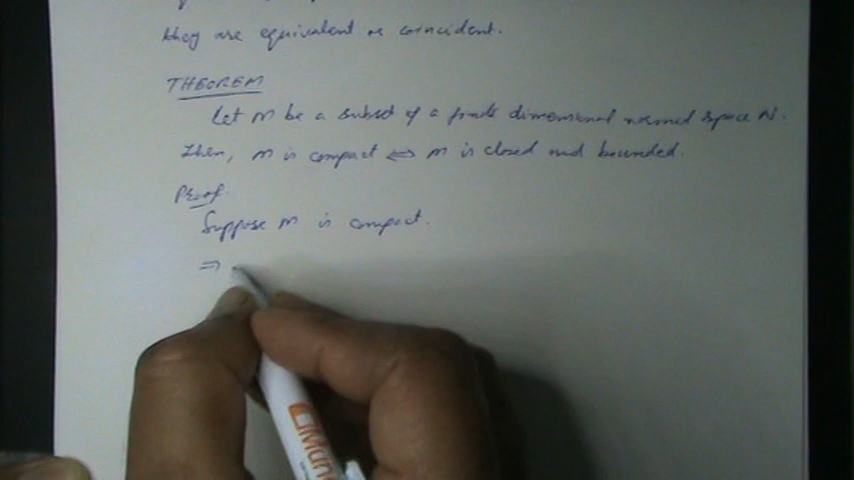 they are equivalent or coincident.
THEOREM
Let M be a subset of a finite dimensional normed space N.
Then, M is compact ⟺ M is closed and bounded.
Proof.
Suppose M is compact.
⇒